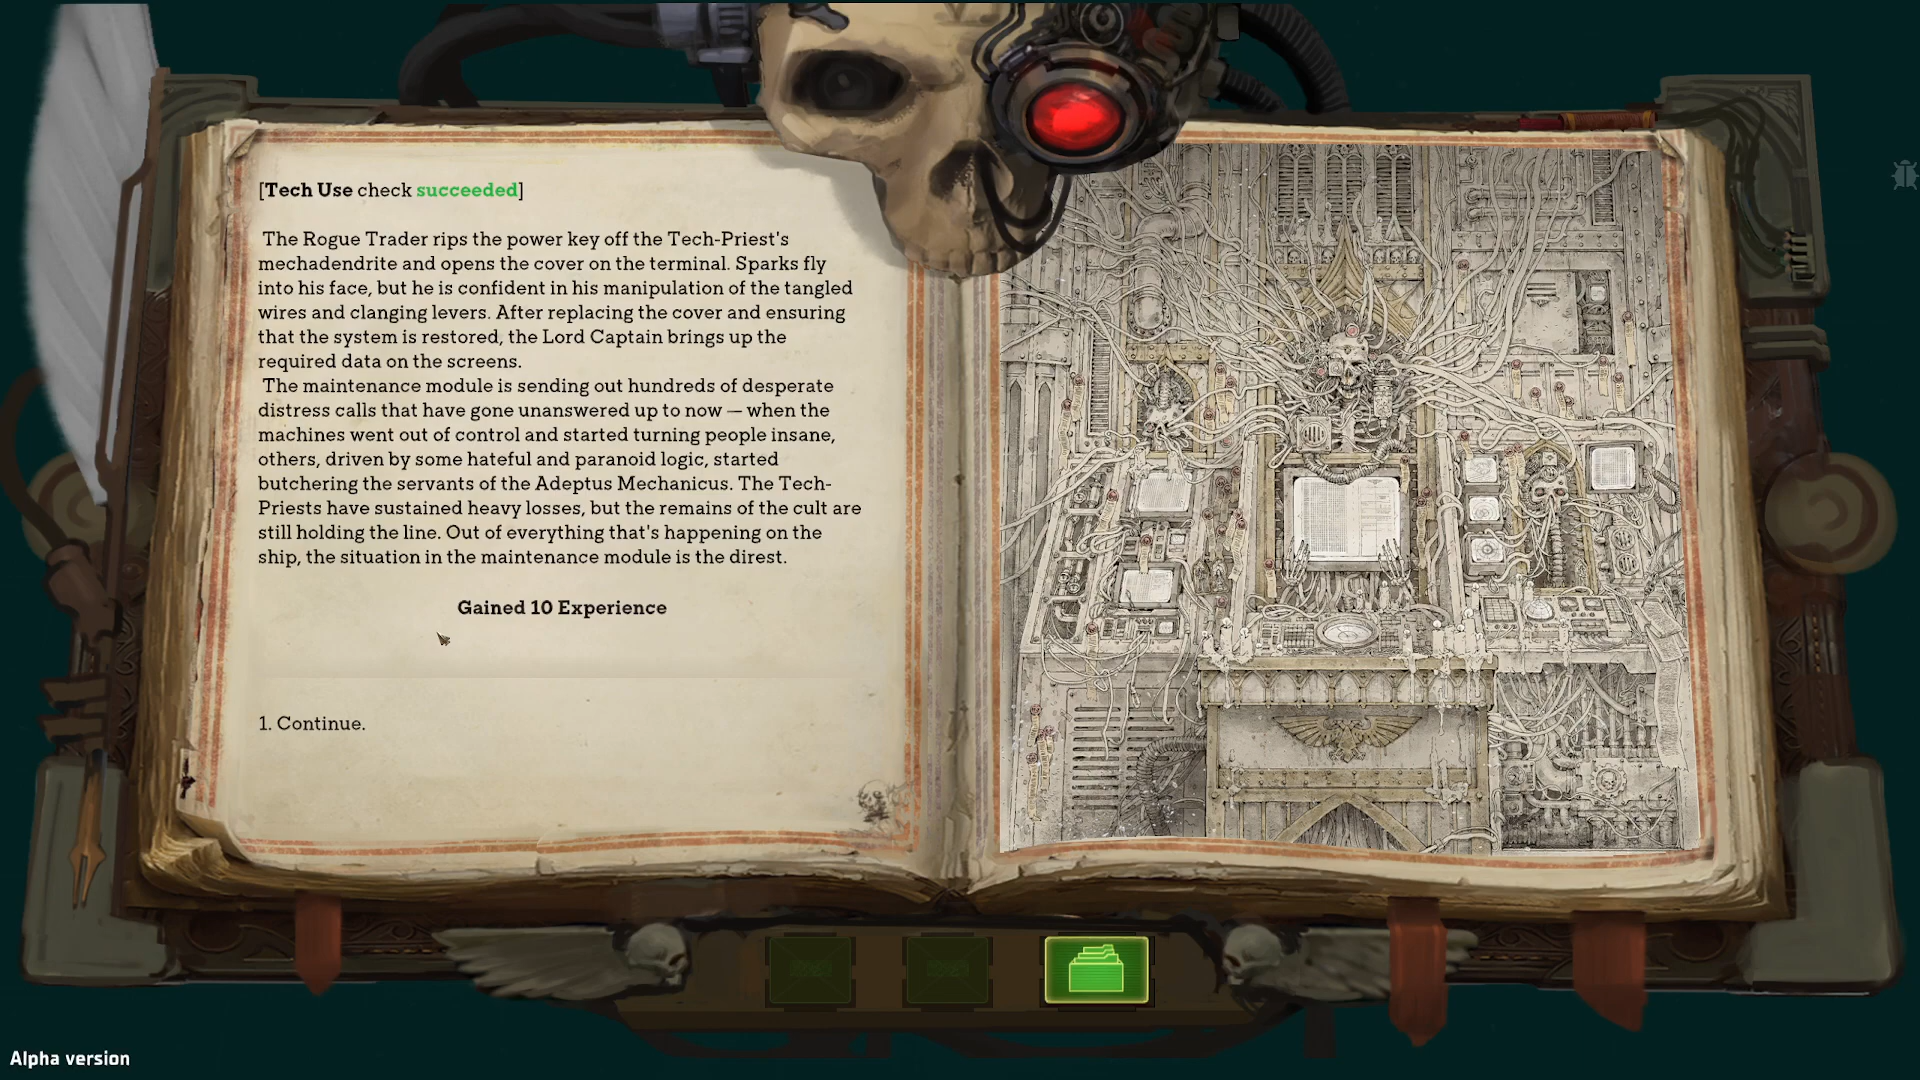 [Tech Use check succeeded]
The Rogue Trader rips the power key off the Tech-Priest's
mechadendrite and opens the cover on the terminal. Sparks fly
into his face, but he is confident in his manipulation of the tangled
wires and clanging levers. After replacing the cover and ensuring
that the system is restored, the Lord Captain brings up the
required data on the screens.
The maintenance module is sending out hundreds of desperate
distress calls that have gone unanswered up to now — when the
machines went out of control and started turning people insane,
others, driven by some hateful and paranoid logic, started
butchering the servants of the Adeptus Mechanicus. The Tech-
Priests have sustained heavy losses, but the remains of the cult are
still holding the line. Out of everything that's happening on the
ship, the situation in the maintenance module is the direst.
Gained 10 Experience
1. Continue.
Alpha version